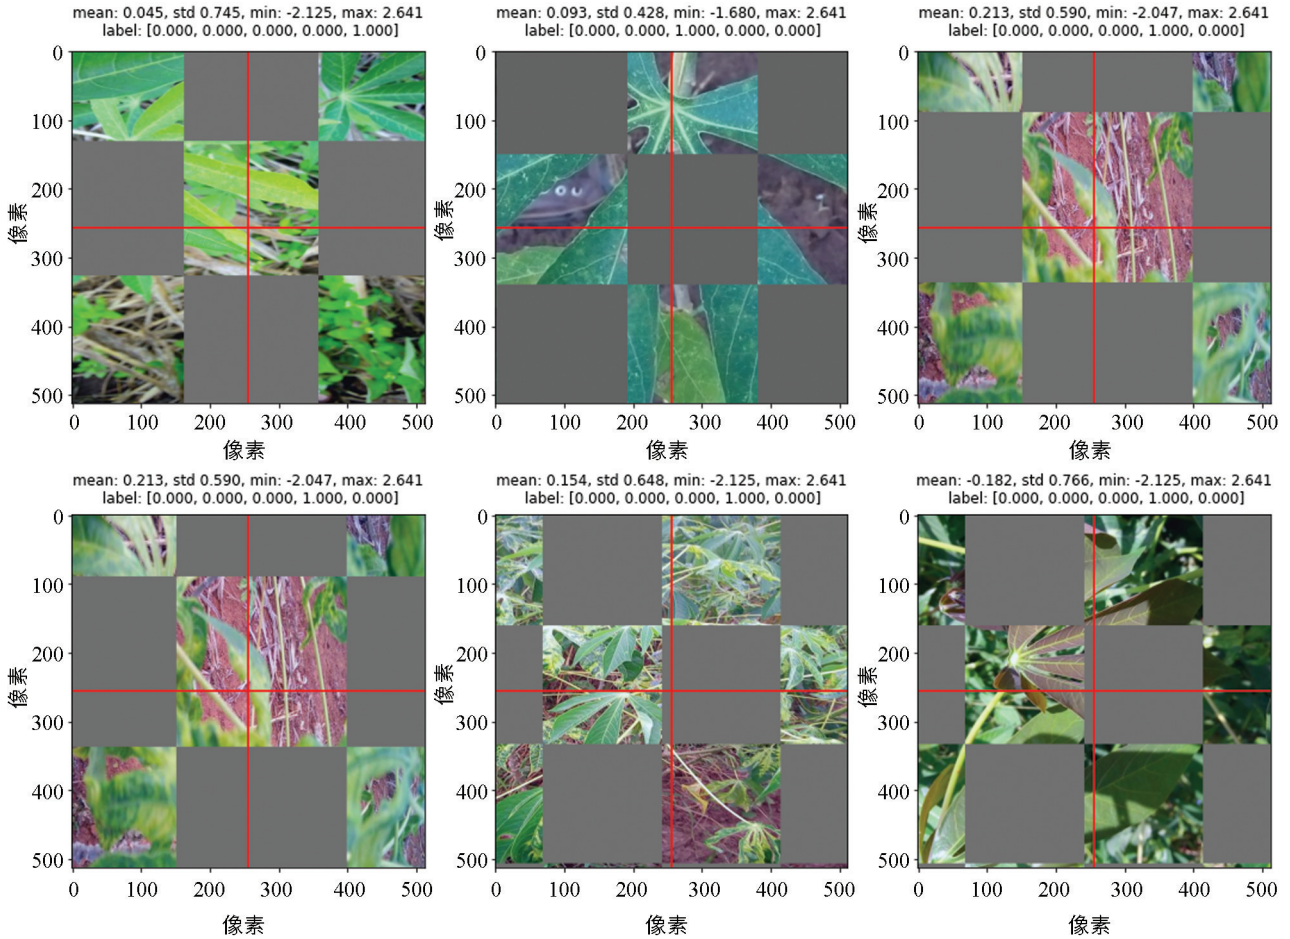 mean: 0.045, std 0.745, min: -2.125, max: 2.641
label: [0.000, 0.000, 0.000, 0.000, 1.000]
0
100
200
300
400
500
像素
0 100 200 300 400 500
像素
mean: 0.093, std 0.428, min: -1.680, max: 2.641
label: [0.000, 0.000, 1.000, 0.000, 0.000]
0
100
200
300
400
500
像素
0 100 200 300 400 500
像素
mean: 0.213, std 0.590, min: -2.047, max: 2.641
label: [0.000, 0.000, 0.000, 1.000, 0.000]
0
100
200
300
400
500
像素
0 100 200 300 400 500
像素
mean: 0.213, std 0.590, min: -2.047, max: 2.641
label: [0.000, 0.000, 0.000, 1.000, 0.000]
0
100
200
300
400
500
像素
0 100 200 300 400 500
像素
mean: 0.154, std 0.648, min: -2.125, max: 2.641
label: [0.000, 0.000, 0.000, 1.000, 0.000]
0
100
200
300
400
500
像素
0 100 200 300 400 500
像素
mean: -0.182, std 0.766, min: -2.125, max: 2.641
label: [0.000, 0.000, 0.000, 1.000, 0.000]
0
100
200
300
400
500
像素
0 100 200 300 400 500
像素